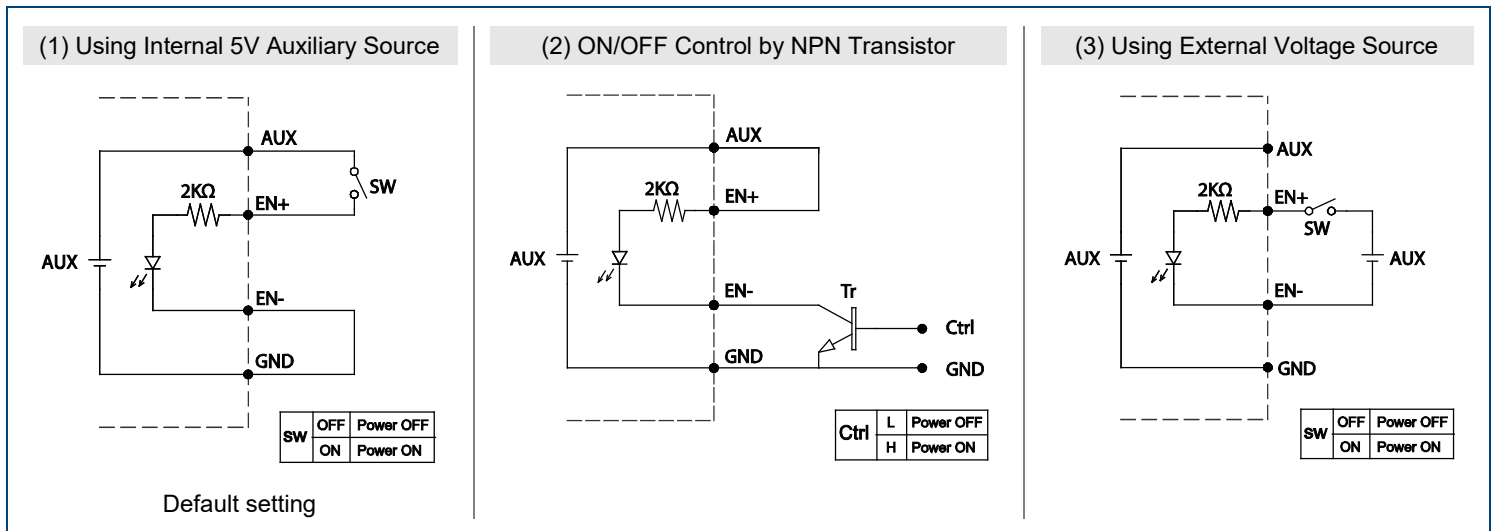 (1) Using Internal 5V Auxiliary Source
AUX
SW
2KΩ
EN+
AUX
EN-
GND
SW
OFF Power OFF
ON Power ON
Default setting
(2) ON/OFF Control by NPN Transistor
AUX
2KΩ
EN+
AUX
EN-
Tr
Ctrl
GND
GND
Ctrl
L Power OFF
H Power ON
(3) Using External Voltage Source
AUX
2KΩ
EN+
SW
AUX
AUX
EN-
GND
SW
OFF Power OFF
ON Power ON